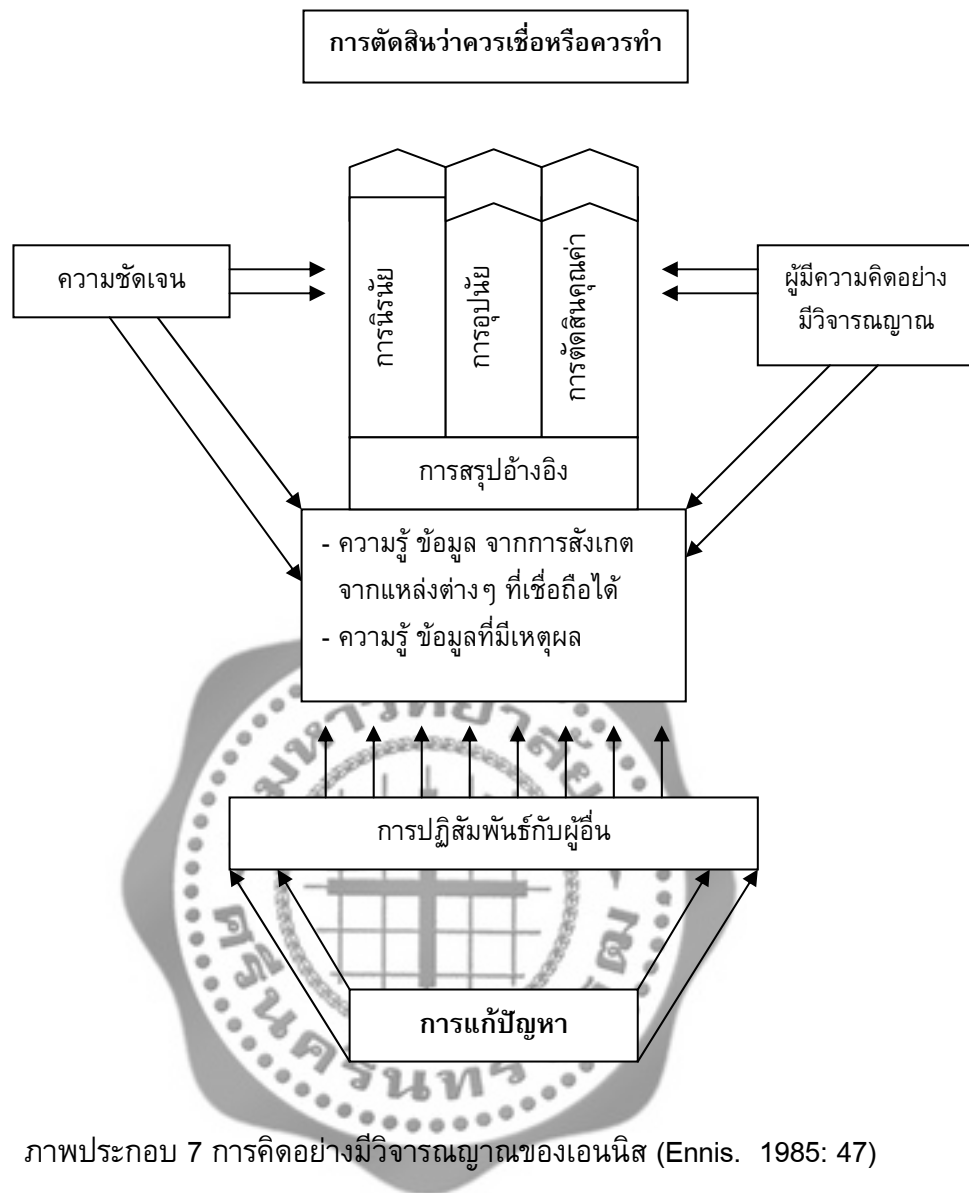 การตัดสินว่าควรเชื่อหรือควรทำ
ความชัดเจน
การนิรนัย
การอุปนัย
การตัดสินคุณค่า
ผู้มีความคิดอย่าง
มีวิจารณญาณ
การสรุปอ้างอิง
- ความรู้ ข้อมูล จากการสังเกต
จากแหล่งต่างๆ ที่เชื่อถือได้
- ความรู้ ข้อมูลที่มีเหตุผล
การปฏิสัมพันธ์กับผู้อื่น
การแก้ปัญหา
ภาพประกอบ 7 การคิดอย่างมีวิจารณญาณของเอนนิส (Ennis. 1985: 47)